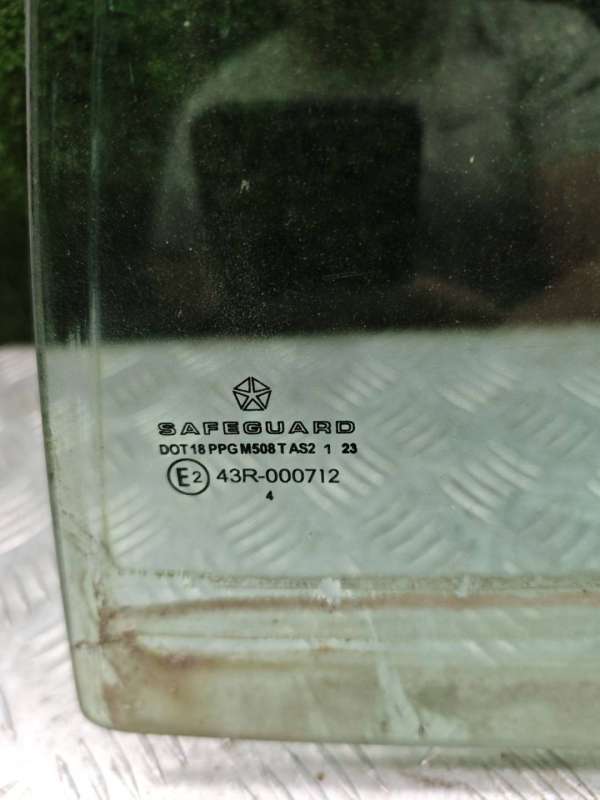 SAFEGUARD
DOT 18 PPG M508 T AS2 1 23
E2 43R-000712
4